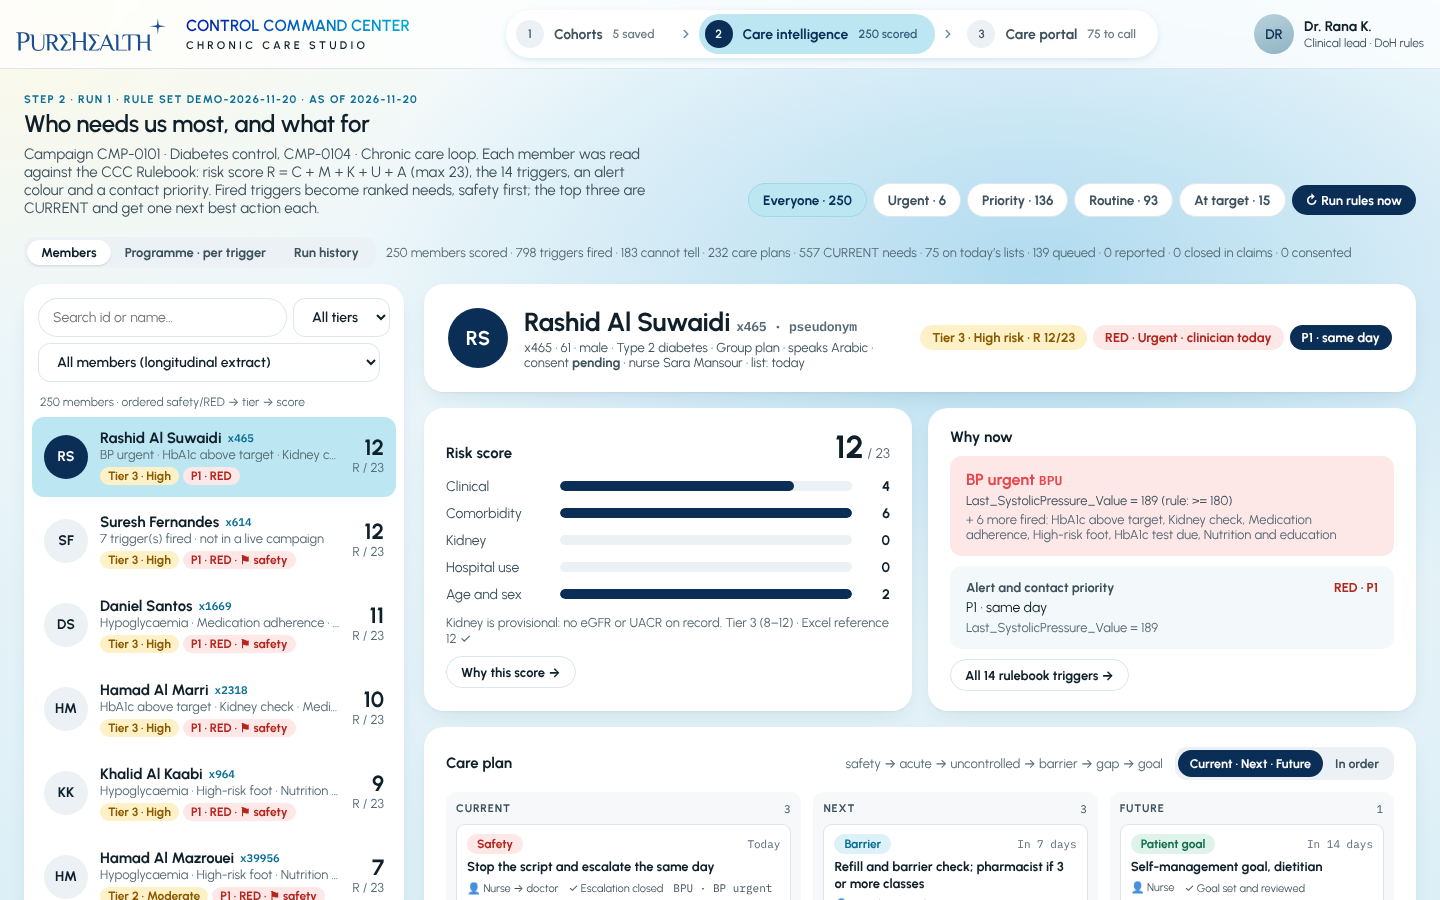 PUREHEALTH
CONTROL COMMAND CENTER
CHRONIC CARE STUDIO
1 Cohorts 5 saved › 2 Care intelligence 250 scored › 3 Care portal 75 to call
DR Dr. Rana K.
Clinical lead · DoH rules
STEP 2 · RUN 1 · RULE SET DEMO-2026-11-20 · AS OF 2026-11-20
Who needs us most, and what for
Campaign CMP-0101 · Diabetes control, CMP-0104 · Chronic care loop. Each member was read
against the CCC Rulebook: risk score R = C + M + K + U + A (max 23), the 14 triggers, an alert
colour and a contact priority. Fired triggers become ranked needs, safety first; the top three are
CURRENT and get one next best action each.
Everyone · 250 Urgent · 6 Priority · 136 Routine · 93 At target · 15 ↻ Run rules now
Members Programme · per trigger Run history
250 members scored · 798 triggers fired · 183 cannot tell · 232 care plans · 557 CURRENT needs · 75 on today's lists · 139 queued · 0 reported · 0 closed in claims · 0 consented
Search id or name...
All tiers
All members (longitudinal extract)
250 members · ordered safety/RED → tier → score
RS Rashid Al Suwaidi x465 12
BP urgent · HbA1c above target · Kidney c... R / 23
Tier 3 · High P1 · RED
SF Suresh Fernandes x614 12
7 trigger(s) fired · not in a live campaign R / 23
Tier 3 · High P1 · RED · ⚑ safety
DS Daniel Santos x1669 11
Hypoglycaemia · Medication adherence · ... R / 23
Tier 3 · High P1 · RED · ⚑ safety
HM Hamad Al Marri x2318 10
HbA1c above target · Kidney check · Medi... R / 23
Tier 3 · High P1 · RED · ⚑ safety
KK Khalid Al Kaabi x964 9
Hypoglycaemia · High-risk foot · Nutrition ... R / 23
Tier 3 · High P1 · RED · ⚑ safety
HM Hamad Al Mazrouei x39956 7
Hypoglycaemia · High-risk foot · Nutrition ... R / 23
Tier 2 · Moderate P1 · RED · ⚑ safety
RS Rashid Al Suwaidi x465 · pseudonym
x465 · 61 · male · Type 2 diabetes · Group plan · speaks Arabic ·
consent pending · nurse Sara Mansour · list: today
Tier 3 · High risk · R 12/23 RED · Urgent · clinician today P1 · same day
Risk score 12 / 23
Clinical 4
Comorbidity 6
Kidney 0
Hospital use 0
Age and sex 2
Kidney is provisional: no eGFR or UACR on record. Tier 3 (8–12) · Excel reference
12 ✓
Why this score →
Why now
BP urgent BPU
Last_SystolicPressure_Value = 189 (rule: >= 180)
+ 6 more fired: HbA1c above target, Kidney check, Medication
adherence, High-risk foot, HbA1c test due, Nutrition and education
Alert and contact priority RED · P1
P1 · same day
Last_SystolicPressure_Value = 189
All 14 rulebook triggers →
Care plan
safety → acute → uncontrolled → barrier → gap → goal
Current · Next · Future In order
CURRENT 3
Safety Today
Stop the script and escalate the same day
Nurse → doctor ✓ Escalation closed BPU · BP urgent
NEXT 3
Barrier In 7 days
Refill and barrier check; pharmacist if 3
or more classes
FUTURE 1
Patient goal In 14 days
Self-management goal, dietitian
Nurse ✓ Goal set and reviewed